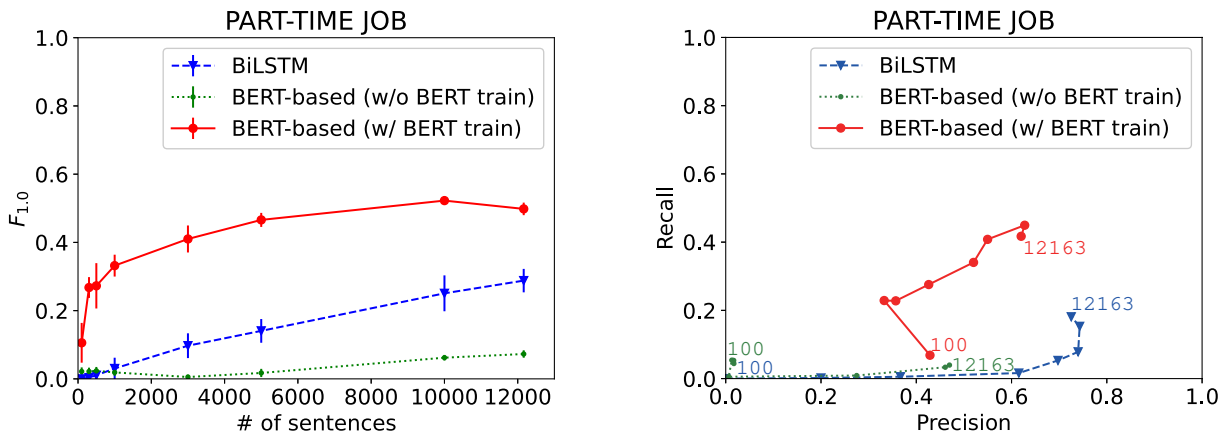 PART-TIME JOB
1.0
0.8
0.6
0.4
0.2
0.0
F1.0
BiLSTM
BERT-based (w/o BERT train)
BERT-based (w/ BERT train)
0 2000 4000 6000 8000 10000 12000
# of sentences
PART-TIME JOB
1.0
0.8
0.6
0.4
0.2
0.0
Recall
BiLSTM
BERT-based (w/o BERT train)
BERT-based (w/ BERT train)
12163
12163
100
100
100
12163
0.0 0.2 0.4 0.6 0.8 1.0
Precision